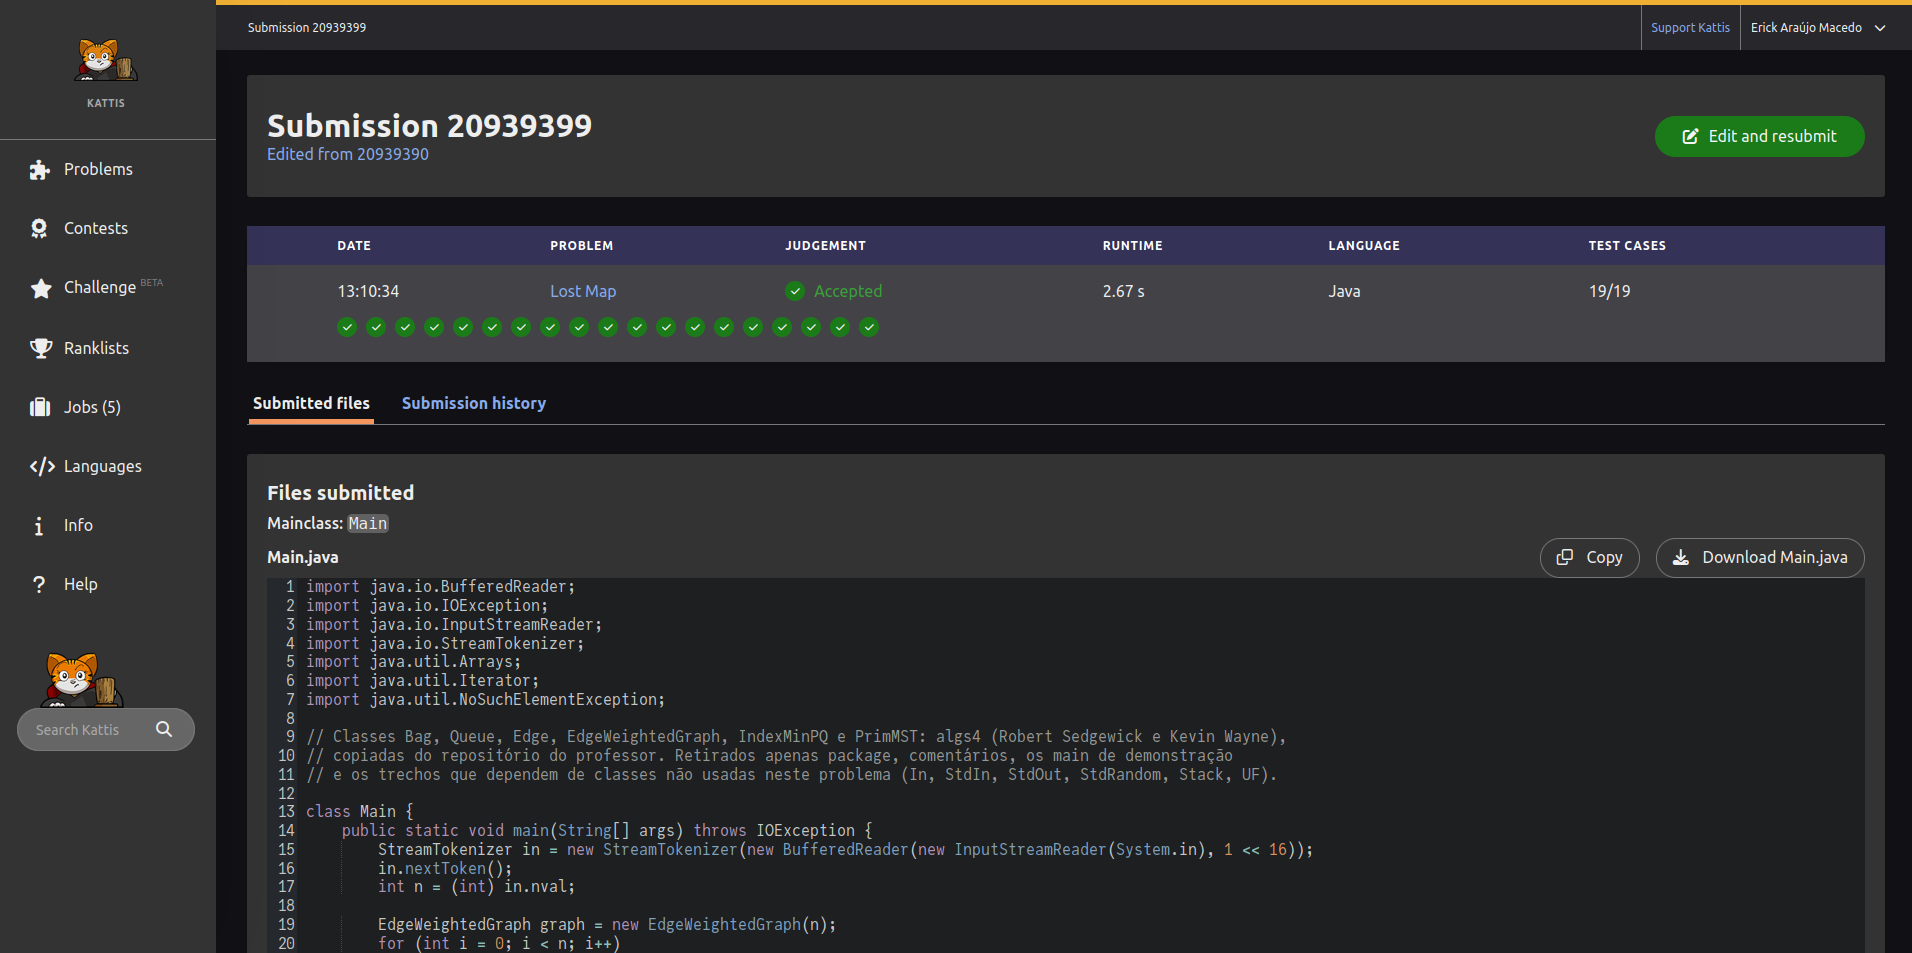 Submission 20939399
Support Kattis
Erick Araújo Macedo
KATTIS
Problems
Contests
Challenge BETA
Ranklists
Jobs (5)
Languages
Info
Help
Search Kattis
Submission 20939399
Edited from 20939390
Edit and resubmit
DATE PROBLEM JUDGEMENT RUNTIME LANGUAGE TEST CASES
13:10:34 Lost Map Accepted 2.67 s Java 19/19
Submitted files Submission history
Files submitted
Mainclass: Main
Main.java
Copy
Download Main.java
1 import java.io.BufferedReader;
2 import java.io.IOException;
3 import java.io.InputStreamReader;
4 import java.io.StreamTokenizer;
5 import java.util.Arrays;
6 import java.util.Iterator;
7 import java.util.NoSuchElementException;
8
9 // Classes Bag, Queue, Edge, EdgeWeightedGraph, IndexMinPQ e PrimMST: algs4 (Robert Sedgewick e Kevin Wayne),
10 // copiadas do repositório do professor. Retirados apenas package, comentários, os main de demonstração
11 // e os trechos que dependem de classes não usadas neste problema (In, StdIn, StdOut, StdRandom, Stack, UF).
12
13 class Main {
14 public static void main(String[] args) throws IOException {
15 StreamTokenizer in = new StreamTokenizer(new BufferedReader(new InputStreamReader(System.in), 1 << 16));
16 in.nextToken();
17 int n = (int) in.nval;
18
19 EdgeWeightedGraph graph = new EdgeWeightedGraph(n);
20 for (int i = 0; i < n; i++)